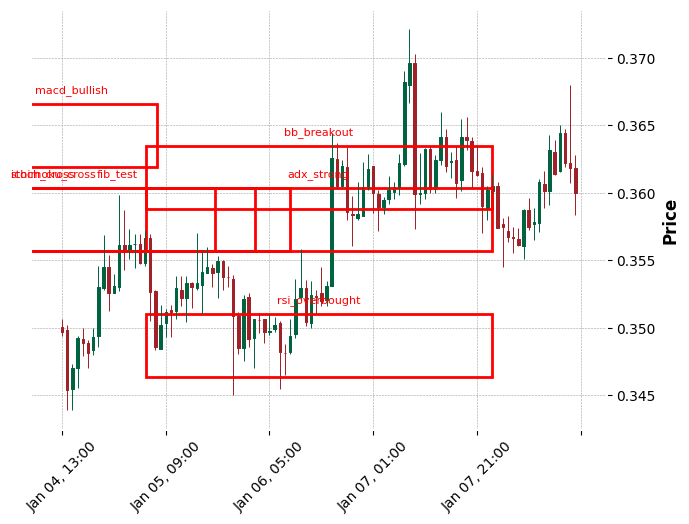 macd_bullish
bb_breakout
fib_test
adx_strong
rsi_overbought
0.370
0.365
0.360
0.355
0.350
0.345
Price
Jan 04, 13:00
Jan 05, 09:00
Jan 06, 05:00
Jan 07, 01:00
Jan 07, 21:00